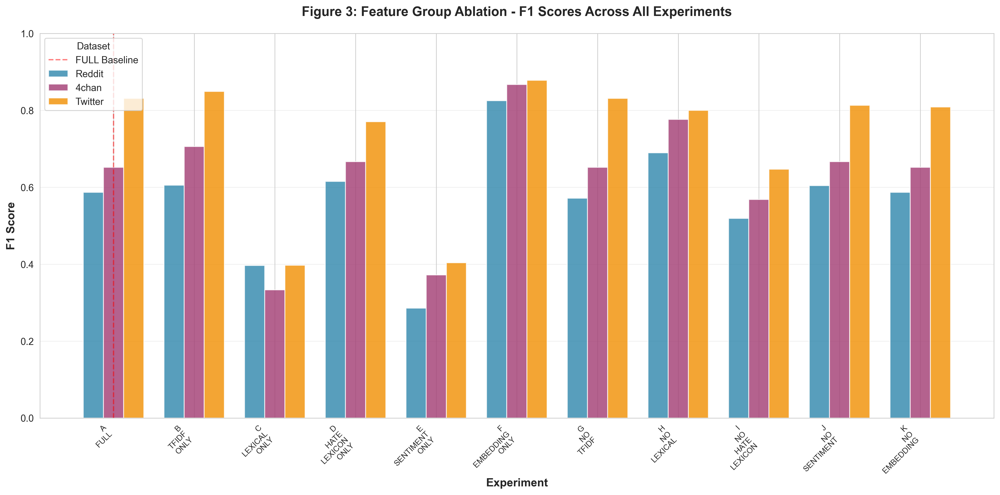 Figure 3: Feature Group Ablation - F1 Scores Across All Experiments
Dataset
FULL Baseline
Reddit
4chan
Twitter
F1 Score
1.0
0.8
0.6
0.4
0.2
0.0
A
FULL
B
TFIDF
ONLY
C
LEXICAL
ONLY
D
HATE
LEXICON
ONLY
E
SENTIMENT
ONLY
F
EMBEDDING
ONLY
G
NO
TFIDF
H
NO
LEXICAL
I
NO
HATE
LEXICON
J
NO
SENTIMENT
K
NO
EMBEDDING
Experiment